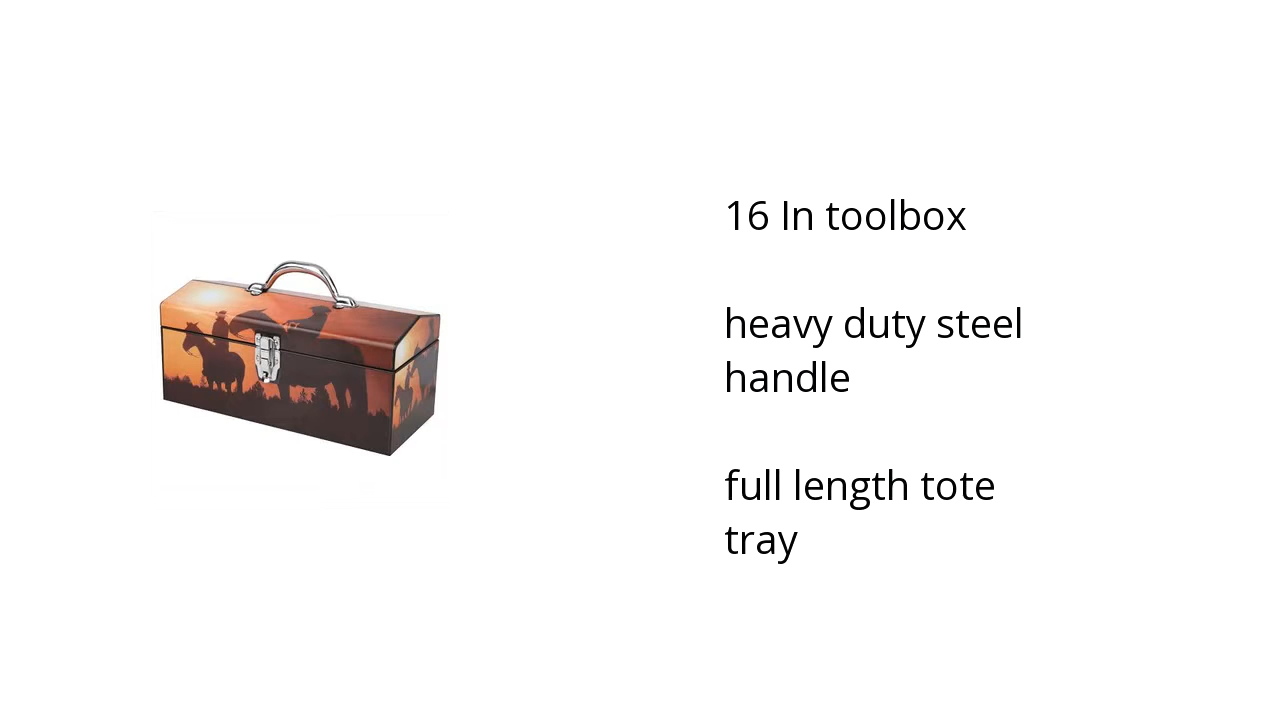 16 In toolbox
heavy duty steel
handle
full length tote
tray